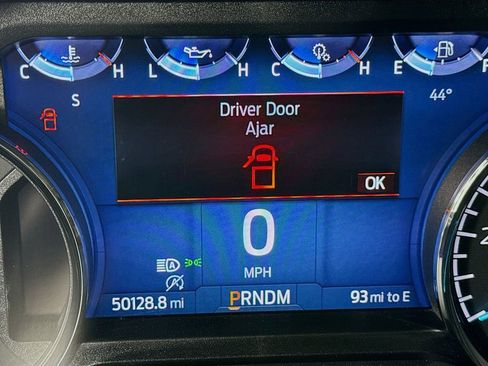 C H L H C H E F
S 44°
Driver Door
Ajar
OK
0
MPH
50128.8 mi PRNDM 93 mi to E